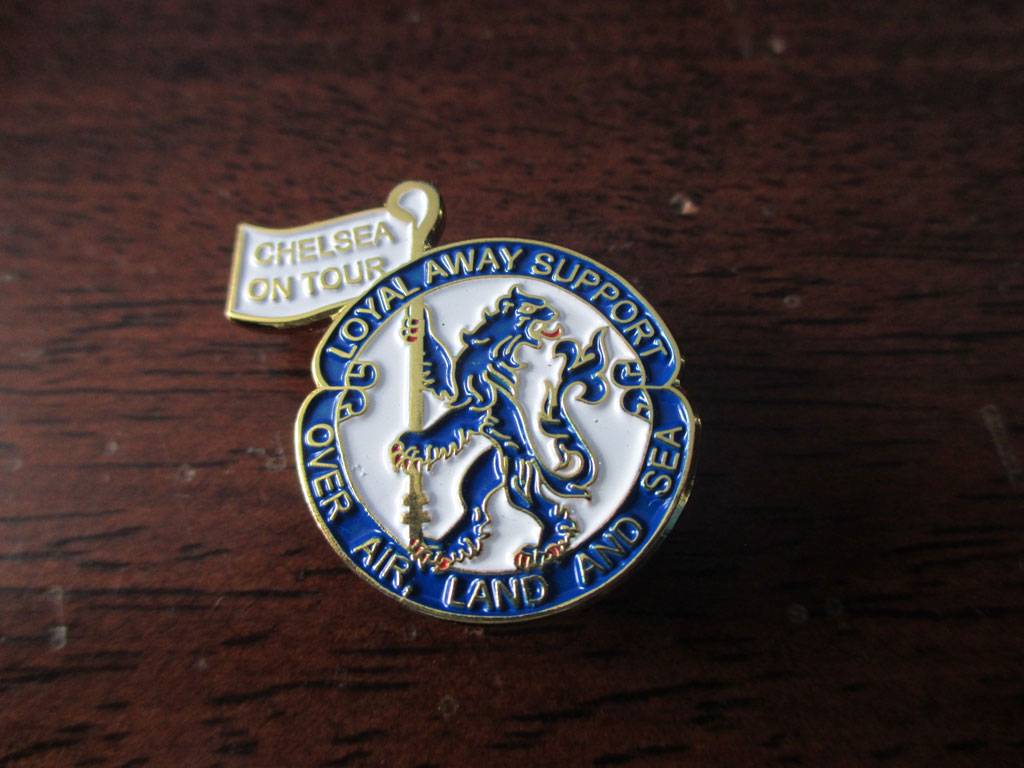 CHELSEA
ON TOUR
LOYAL AWAY SUPPORT
OVER AIR, LAND AND SEA